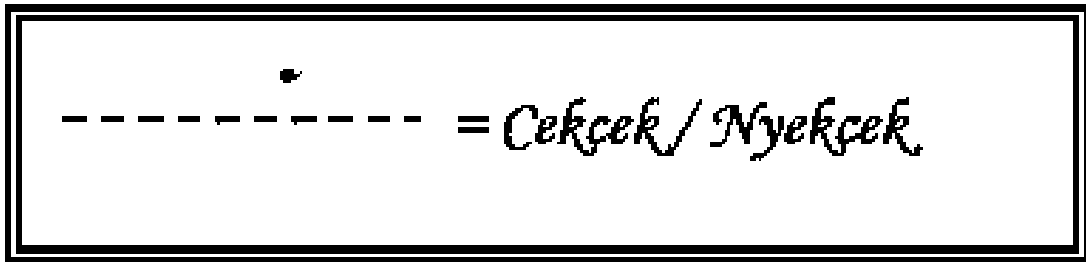 ---------- = Cekçek / Nyekçek.